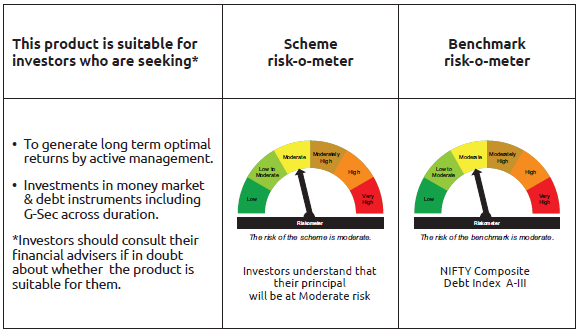 This product is suitable for
investors who are seeking*
Scheme
risk-o-meter
Benchmark
risk-o-meter
• To generate long term optimal
returns by active management.
• Investments in money market
& debt instruments including
G-Sec across duration.
*Investors should consult their
financial advisers if in doubt
about whether the product is
suitable for them.
Low
Low to
Moderate
Moderate
Moderately
High
High
Very
High
Riskometer
The risk of the scheme is moderate.
Investors understand that
their principal
will be at Moderate risk
Low
Low to
Moderate
Moderate
Moderately
High
High
Very
High
Riskometer
The risk of the benchmark is moderate.
NIFTY Composite
Debt Index A-III